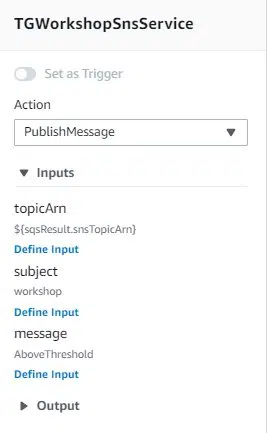 TGWorkshopSnsService
Set as Trigger
Action
PublishMessage
Inputs
topicArn
${sqsResult.snsTopicArn}
Define Input
subject
workshop
Define Input
message
AboveThreshold
Define Input
Output